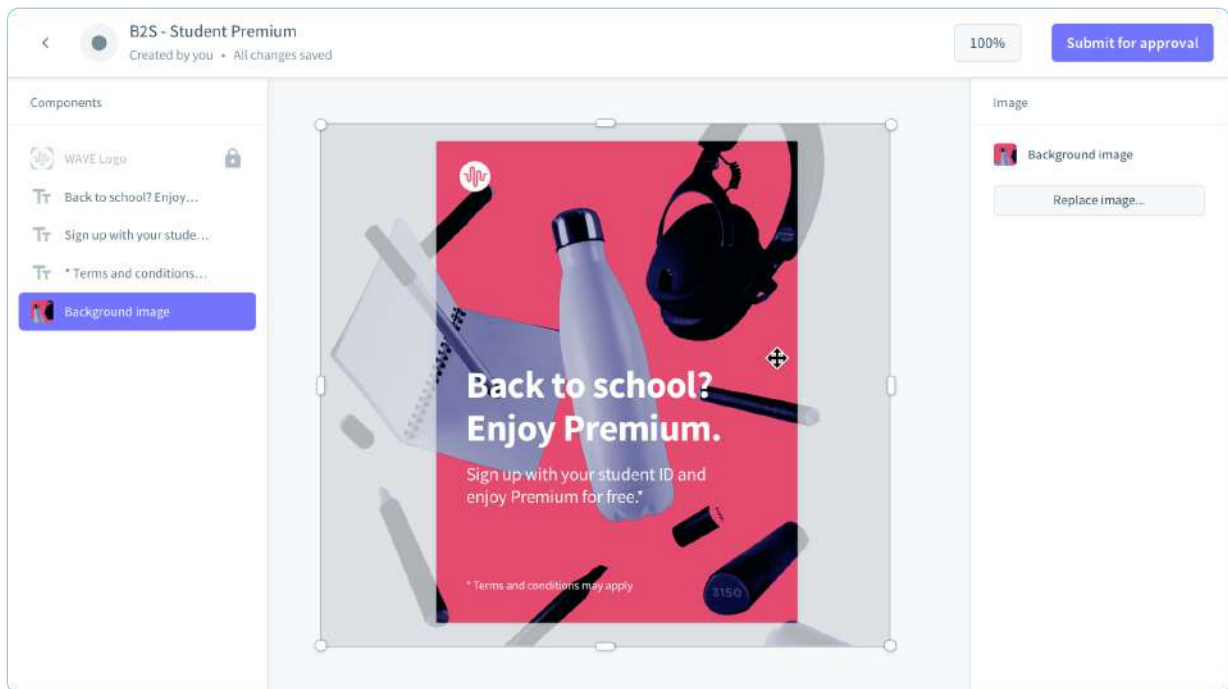 B2S - Student Premium
Created by you • All changes saved
100%
Submit for approval
Components
WAVE Logo
Back to school? Enjoy...
Sign up with your stude...
* Terms and conditions...
Background image
Image
Background image
Replace image...
Back to school?
Enjoy Premium.
Sign up with your student ID and
enjoy Premium for free.*
* Terms and conditions may apply
3150